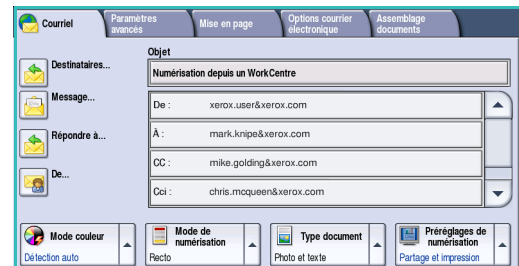 Courriel
Paramètres
avancés
Mise en page
Options courrier
électronique
Assemblage
documents
Objet
Destinataires...
Numérisation depuis un WorkCentre
Message...
De : xerox.user&xerox.com
Répondre à...
À : mark.knipe&xerox.com
CC : mike.golding&xerox.com
De...
Cci : chris.mcqueen&xerox.com
Mode couleur
Détection auto
Mode de
numérisation
Recto
Type document
Photo et texte
Préréglages de
numérisation
Partage et impression